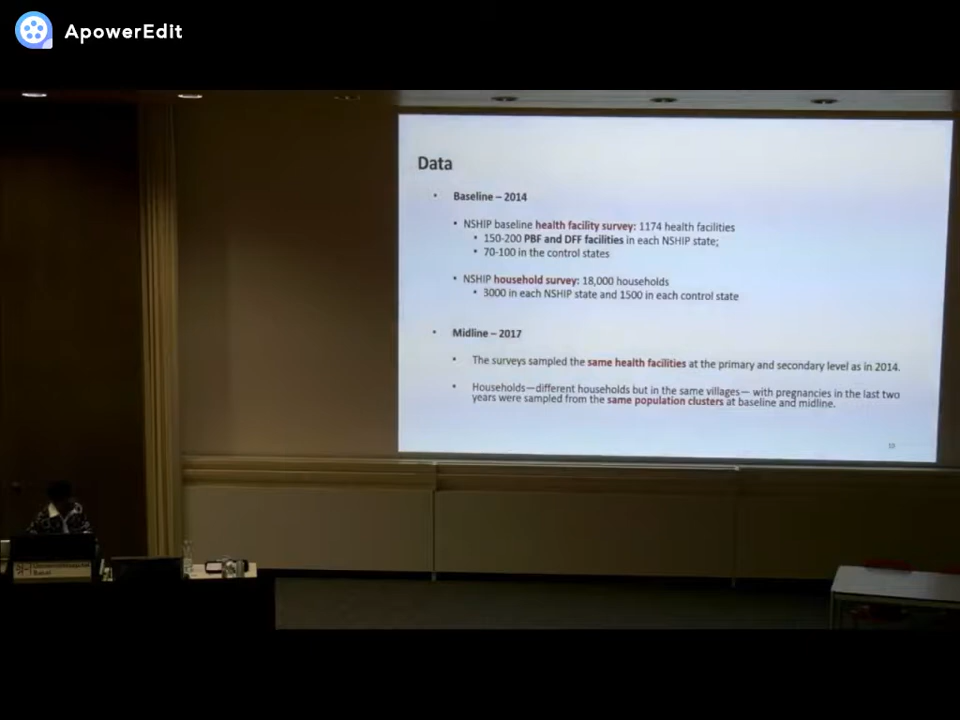 ApowerEdit
Data
• Baseline – 2014
• NSHIP baseline health facility survey: 1174 health facilities
• 150-200 PBF and DFF facilities in each NSHIP state;
• 70-100 in the control states
• NSHIP household survey: 18,000 households
• 3000 in each NSHIP state and 1500 in each control state
• Midline – 2017
• The surveys sampled the same health facilities at the primary and secondary level as in 2014.
• Households—different households but in the same villages— with pregnancies in the last two
years were sampled from the same population clusters at baseline and midline.